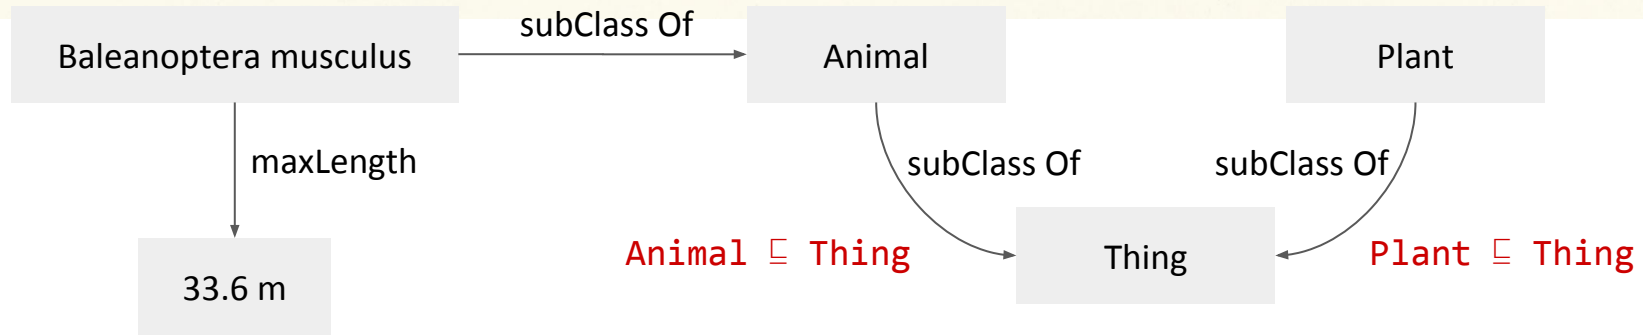 subClass Of
Baleanoptera musculus
Animal
Plant
maxLength
subClass Of
subClass Of
Animal ⊑ Thing
Thing
Plant ⊑ Thing
33.6 m